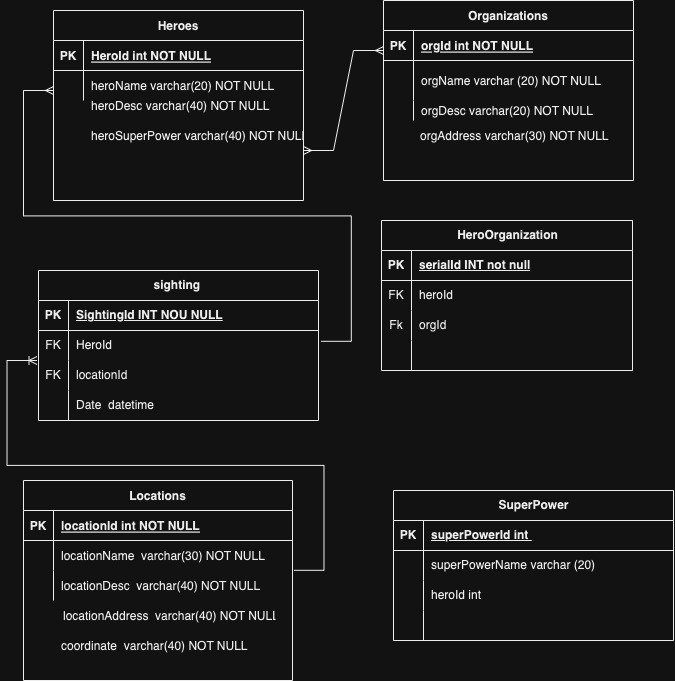 Heroes
PK HeroId int NOT NULL
heroName varchar(20) NOT NULL
heroDesc varchar(40) NOT NULL
heroSuperPower varchar(40) NOT NULL
Organizations
PK orgId int NOT NULL
orgName varchar (20) NOT NULL
orgDesc varchar(20) NOT NULL
orgAddress varchar(30) NOT NULL
HeroOrganization
PK serialId INT not null
FK heroId
Fk orgId
sighting
PK SightingId INT NOU NULL
FK HeroId
FK locationId
Date datetime
Locations
PK locationId int NOT NULL
locationName varchar(30) NOT NULL
locationDesc varchar(40) NOT NULL
locationAddress varchar(40) NOT NULL
coordinate varchar(40) NOT NULL
SuperPower
PK superPowerId int
superPowerName varchar (20)
heroId int